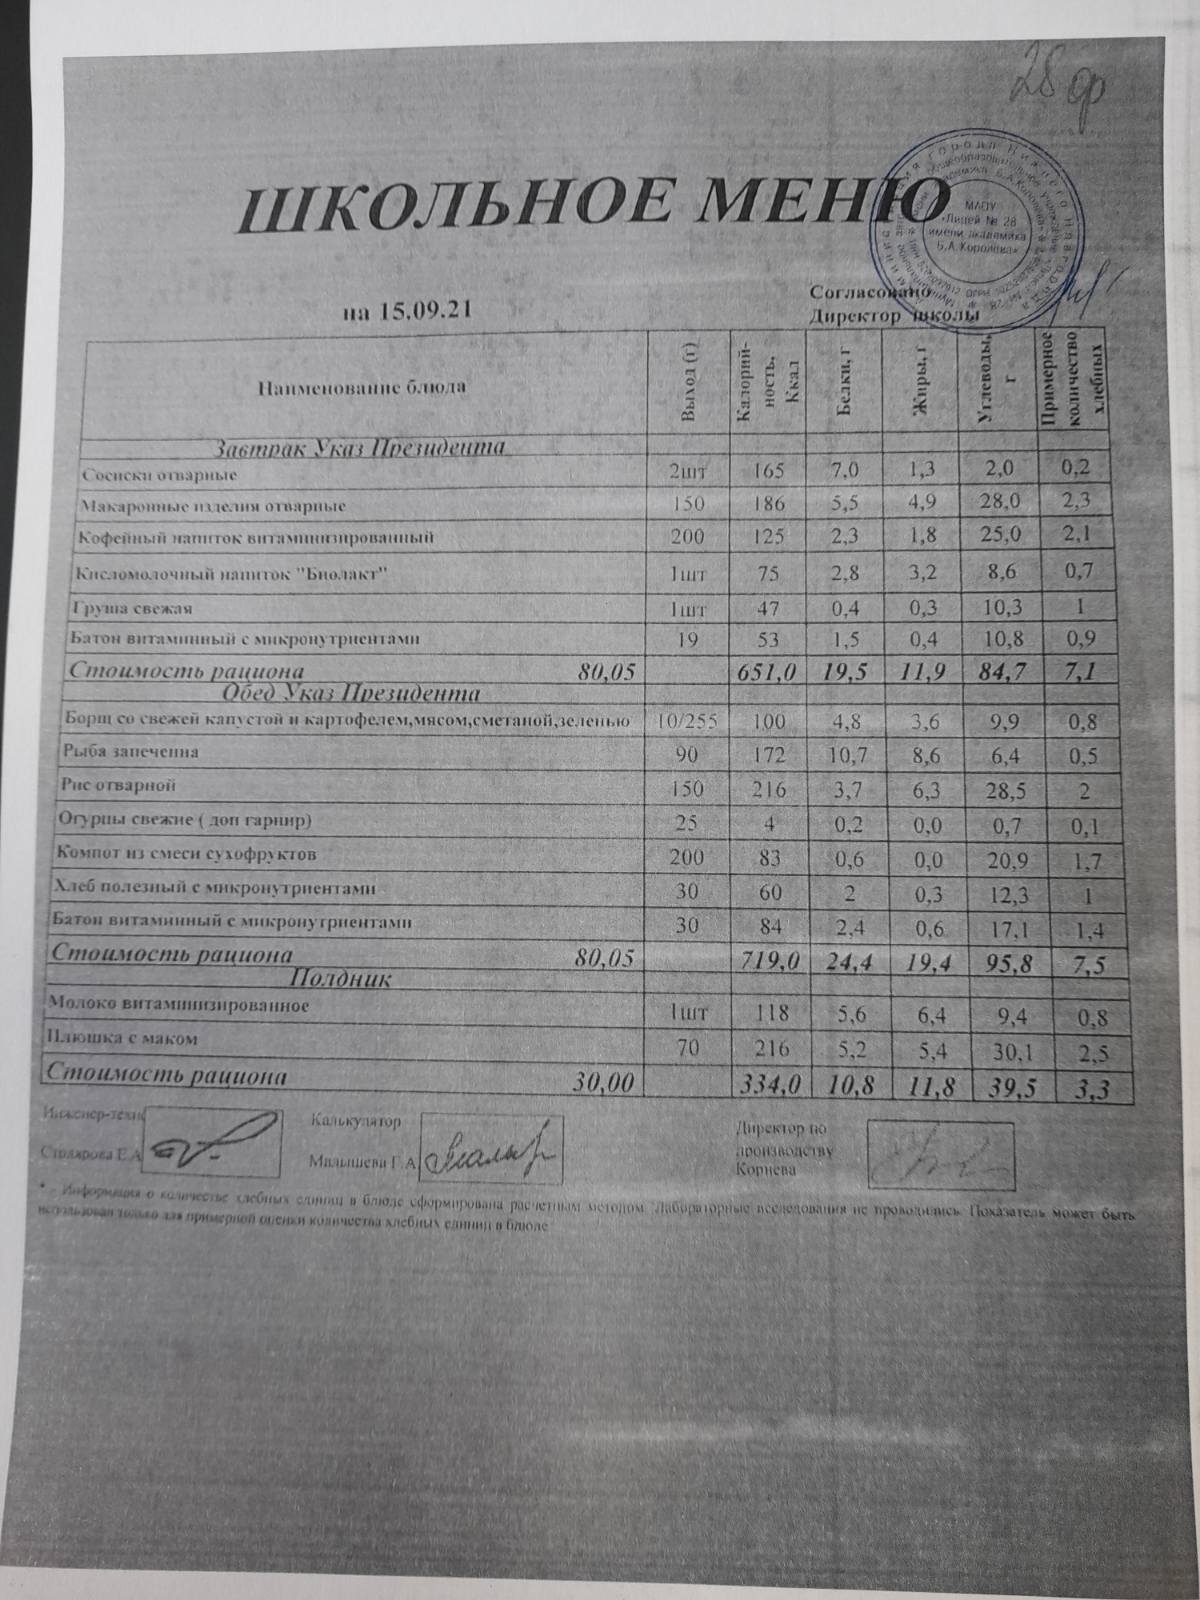 28 ф
ШКОЛЬНОЕ МЕНЮ
МАОУ
«Лицей № 28
имени академика
Б.А.Королёва»
Согласовано
на 15.09.21
Директор школы
Наименование блюда Выход (г) Калорий-ность, Ккал Белки, г Жиры, г Углеводы, г Примерное количество хлебных
Завтрак Указ Президента
Сосиски отварные 2шт 165 7,0 1,3 2,0 0,2
Макаронные изделия отварные 150 186 5,5 4,9 28,0 2,3
Кофейный напиток витаминизированный 200 125 2,3 1,8 25,0 2,1
Кисломолочный напиток "Биолакт" 1шт 75 2,8 3,2 8,6 0,7
Груша свежая 1шт 47 0,4 0,3 10,3 1
Батон витаминный с микронутриентами 19 53 1,5 0,4 10,8 0,9
Стоимость рациона 80,05 651,0 19,5 11,9 84,7 7,1
Обед Указ Президента
Борщ со свежей капустой и картофелем,мясом,сметаной,зеленью 10/255 100 4,8 3,6 9,9 0,8
Рыба запеченна 90 172 10,7 8,6 6,4 0,5
Рис отварной 150 216 3,7 6,3 28,5 2
Огурцы свежие ( доп гарнир) 25 4 0,2 0,0 0,7 0,1
Компот из смеси сухофруктов 200 83 0,6 0,0 20,9 1,7
Хлеб полезный с микронутриентами 30 60 2 0,3 12,3 1
Батон витаминный с микронутриентами 30 84 2,4 0,6 17,1 1,4
Стоимость рациона 80,05 719,0 24,4 19,4 95,8 7,5
Полдник
Молоко витаминизированное 1шт 118 5,6 6,4 9,4 0,8
Плюшка с маком 70 216 5,2 5,4 30,1 2,5
Стоимость рациона 30,00 334,0 10,8 11,8 39,5 3,3
Инженер-техн Калькулятор Директор по
Столярова Е.А Малышева Г.А производству
Корнева
* - Информация о количестве хлебных единиц в блюде сформирована расчетным методом. Лабораторные исследования не проводились. Показатель может быть
использован только для примерной оценки количества хлебных единиц в блюде